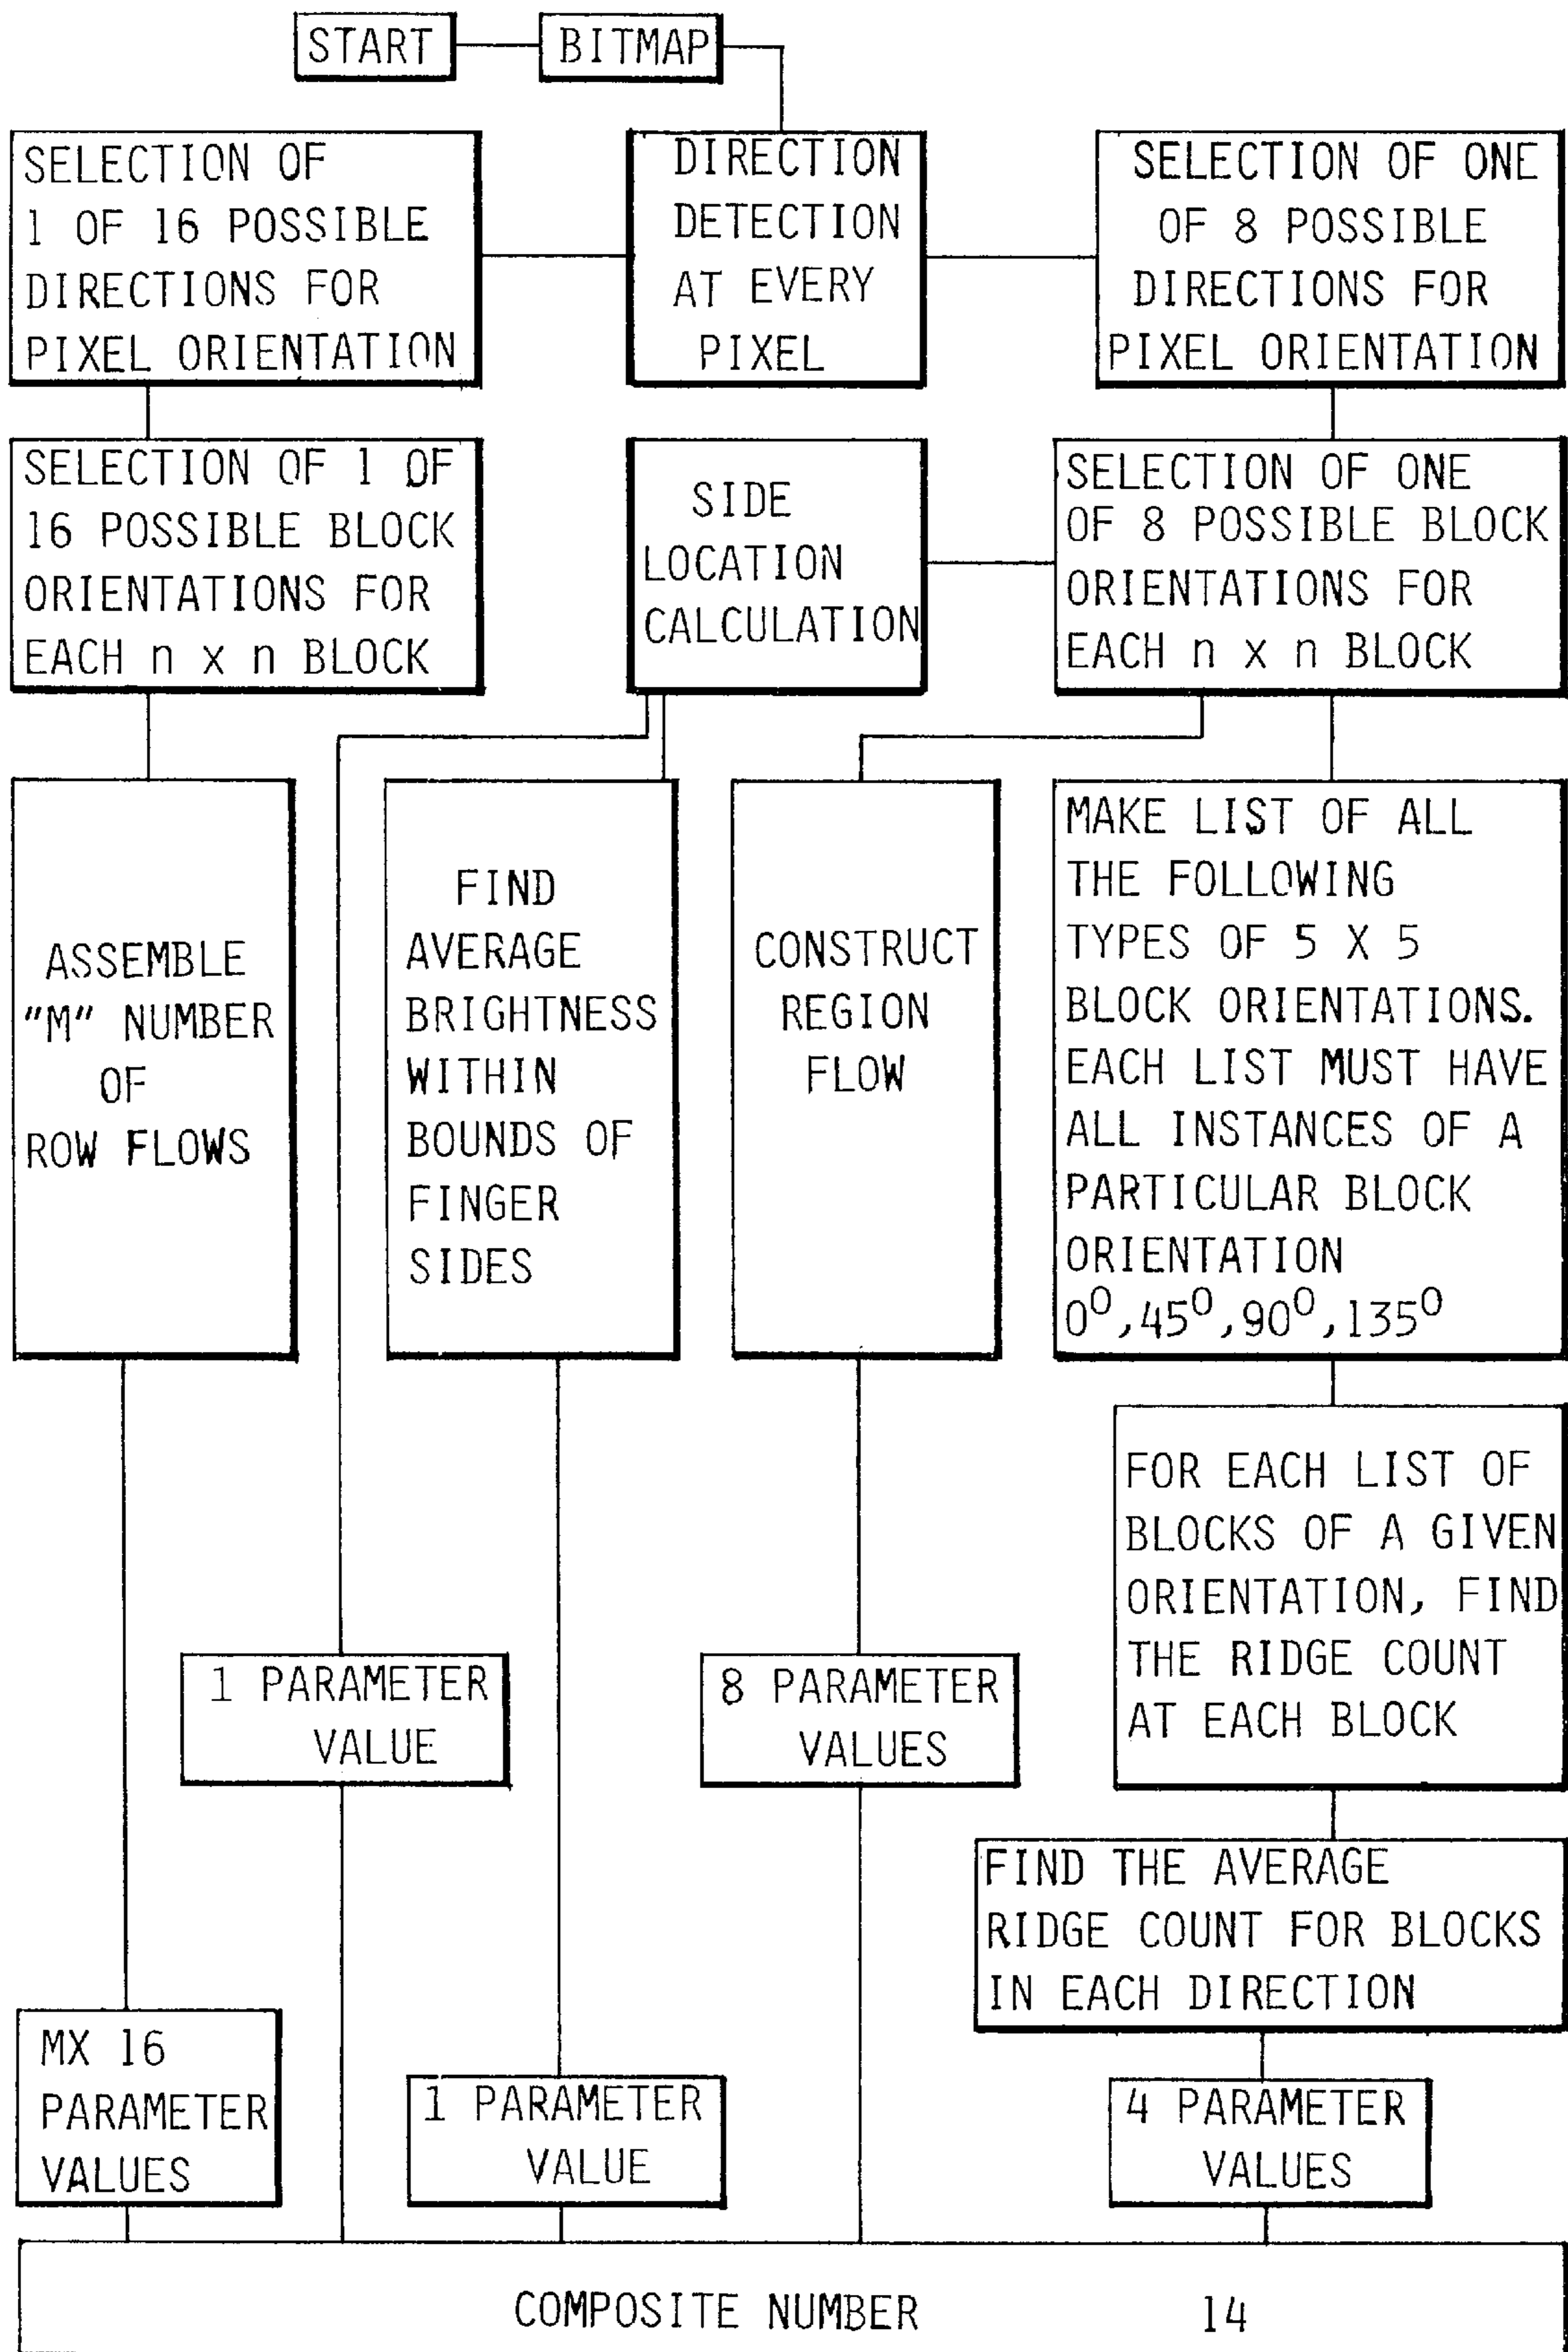 START
BITMAP
SELECTION OF
1 OF 16 POSSIBLE
DIRECTIONS FOR
PIXEL ORIENTATION
DIRECTION
DETECTION
AT EVERY
PIXEL
SELECTION OF ONE
OF 8 POSSIBLE
DIRECTIONS FOR
PIXEL ORIENTATION
SELECTION OF 1 OF
16 POSSIBLE BLOCK
ORIENTATIONS FOR
EACH n x n BLOCK
SIDE
LOCATION
CALCULATION
SELECTION OF ONE
OF 8 POSSIBLE BLOCK
ORIENTATIONS FOR
EACH n x n BLOCK
ASSEMBLE
"M" NUMBER
OF
ROW FLOWS
FIND
AVERAGE
BRIGHTNESS
WITHIN
BOUNDS OF
FINGER
SIDES
CONSTRUCT
REGION
FLOW
MAKE LIST OF ALL
THE FOLLOWING
TYPES OF 5 X 5
BLOCK ORIENTATIONS.
EACH LIST MUST HAVE
ALL INSTANCES OF A
PARTICULAR BLOCK
ORIENTATION
0⁰,45⁰,90⁰,135⁰
FOR EACH LIST OF
BLOCKS OF A GIVEN
ORIENTATION, FIND
THE RIDGE COUNT
AT EACH BLOCK
1 PARAMETER
VALUE
8 PARAMETER
VALUES
FIND THE AVERAGE
RIDGE COUNT FOR BLOCKS
IN EACH DIRECTION
MX 16
PARAMETER
VALUES
1 PARAMETER
VALUE
4 PARAMETER
VALUES
COMPOSITE NUMBER 14